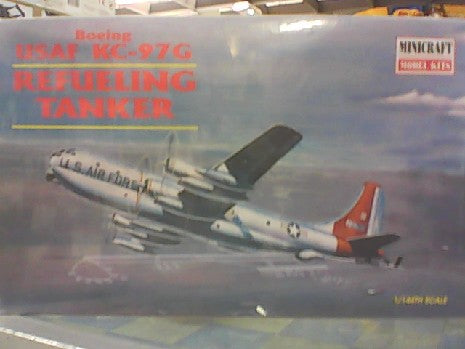 Boeing
USAF KC-97G
REFUELING
TANKER
MINICRAFT
MODEL KITS
U.S. AIR FORCE
1/144TH SCALE